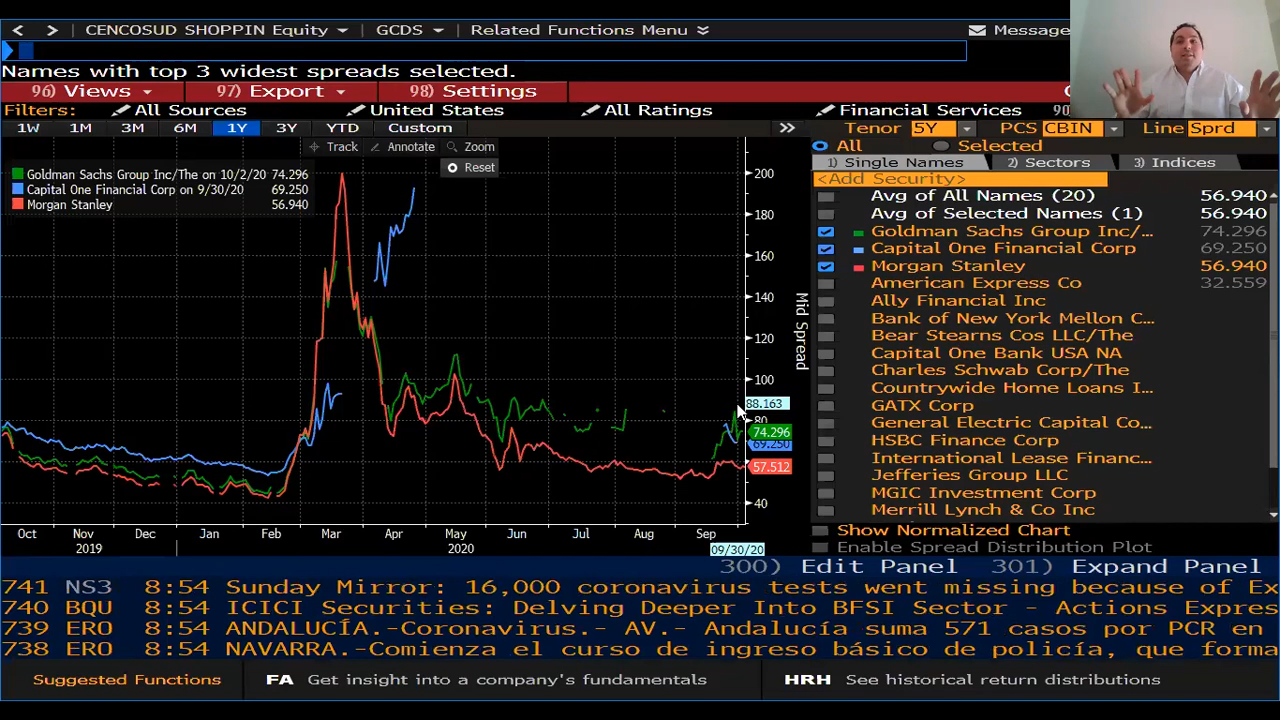 CENCOSUD SHOPPIN Equity GCDS Related Functions Menu Message
Names with top 3 widest spreads selected.
96) Views 97) Export 98) Settings
Filters: All Sources United States All Ratings Financial Services 90
1W 1M 3M 6M 1Y 3Y YTD Custom Tenor 5Y PCS CBIN Line Sprd
Track Annotate Zoom All Selected
Reset
1) Single Names 2) Sectors 3) Indices
Goldman Sachs Group Inc/The on 10/2/20 74.296
Capital One Financial Corp on 9/30/20 69.250
Morgan Stanley 56.940
<Add Security>
Avg of All Names (20) 56.940
Avg of Selected Names (1) 56.940
Goldman Sachs Group Inc/... 74.296
Capital One Financial Corp 69.250
Morgan Stanley 56.940
American Express Co 32.559
Ally Financial Inc
Bank of New York Mellon C...
Bear Stearns Cos LLC/The
Capital One Bank USA NA
Charles Schwab Corp/The
Countrywide Home Loans I...
GATX Corp
General Electric Capital Co...
HSBC Finance Corp
International Lease Financ...
Jefferies Group LLC
MGIC Investment Corp
Merrill Lynch & Co Inc
200
180
160
140
120
100
88.163
80
74.296
69.250
57.512
40
Mid Spread
Oct Nov Dec Jan Feb Mar Apr May Jun Jul Aug Sep
2019 2020 09/30/20
Show Normalized Chart
Enable Spread Distribution Plot
300) Edit Panel 301) Expand Panel
741 NS3 8:54 Sunday Mirror: 16,000 coronavirus tests went missing because of Ex
740 BQU 8:54 ICICI Securities: Delving Deeper Into BFSI Sector - Actions Expres
739 ERO 8:54 ANDALUCÍA.-Coronavirus.- AV.- Andalucía suma 571 casos por PCR en
738 ERO 8:54 NAVARRA.-Comienza el curso de ingreso básico de policía, que forma
Suggested Functions FA Get insight into a company's fundamentals HRH See historical return distributions